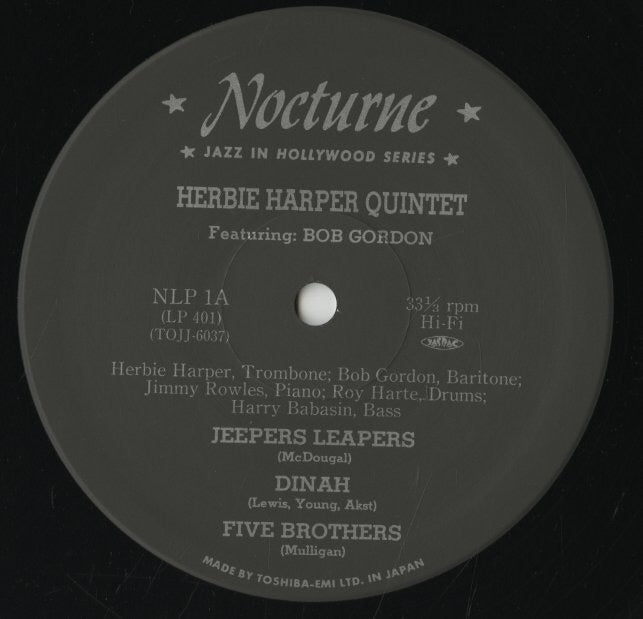 Nocturne
JAZZ IN HOLLYWOOD SERIES
HERBIE HARPER QUINTET
Featuring: BOB GORDON
NLP 1A
(LP 401)
(TOJJ-6037)
33⅓ rpm
Hi-Fi
Herbie Harper, Trombone; Bob Gordon, Baritone;
Jimmy Rowles, Piano; Roy Harte, Drums;
Harry Babasin, Bass
JEEPERS LEAPERS
(McDougal)
DINAH
(Lewis, Young, Akst)
FIVE BROTHERS
(Mulligan)
MADE BY TOSHIBA-EMI LTD. IN JAPAN